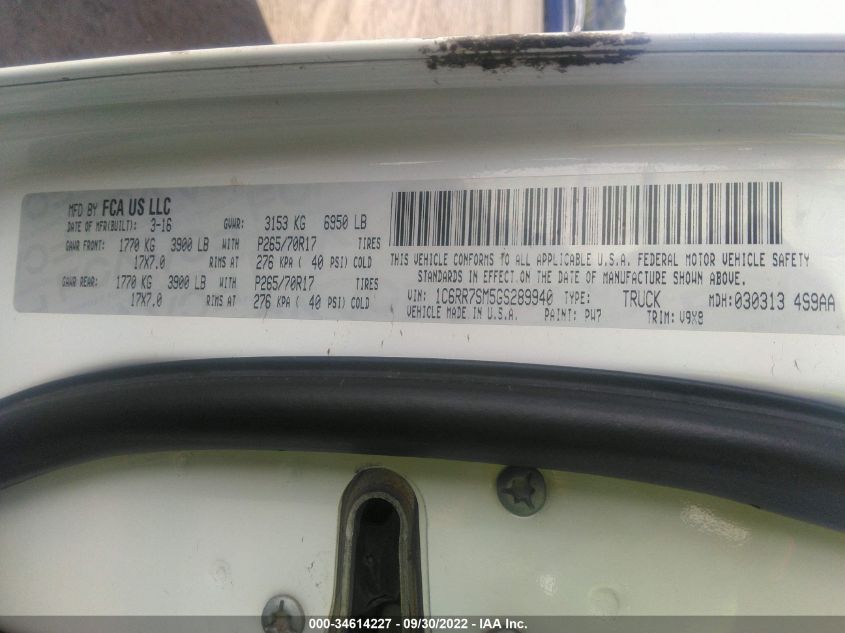 MFD BY FCA US LLC
DATE OF MFR(BUILT): 3-16 GVWR: 3153 KG 6950 LB
GAWR FRONT: 1770 KG 3900 LB WITH P265/70R17 TIRES
17X7.0 RIMS AT 276 KPA ( 40 PSI) COLD
GAWR REAR: 1770 KG 3900 LB WITH P265/70R17 TIRES
17X7.0 RIMS AT 276 KPA ( 40 PSI) COLD
THIS VEHICLE CONFORMS TO ALL APPLICABLE U.S.A. FEDERAL MOTOR VEHICLE SAFETY
STANDARDS IN EFFECT ON THE DATE OF MANUFACTURE SHOWN ABOVE.
VIN: 1C6RR7SM5GS289940 TYPE: TRUCK MDH:030313 4S9AA
VEHICLE MADE IN U.S.A. PAINT: PW7 TRIM: V9X8
000-34614227 - 09/30/2022 - IAA Inc.